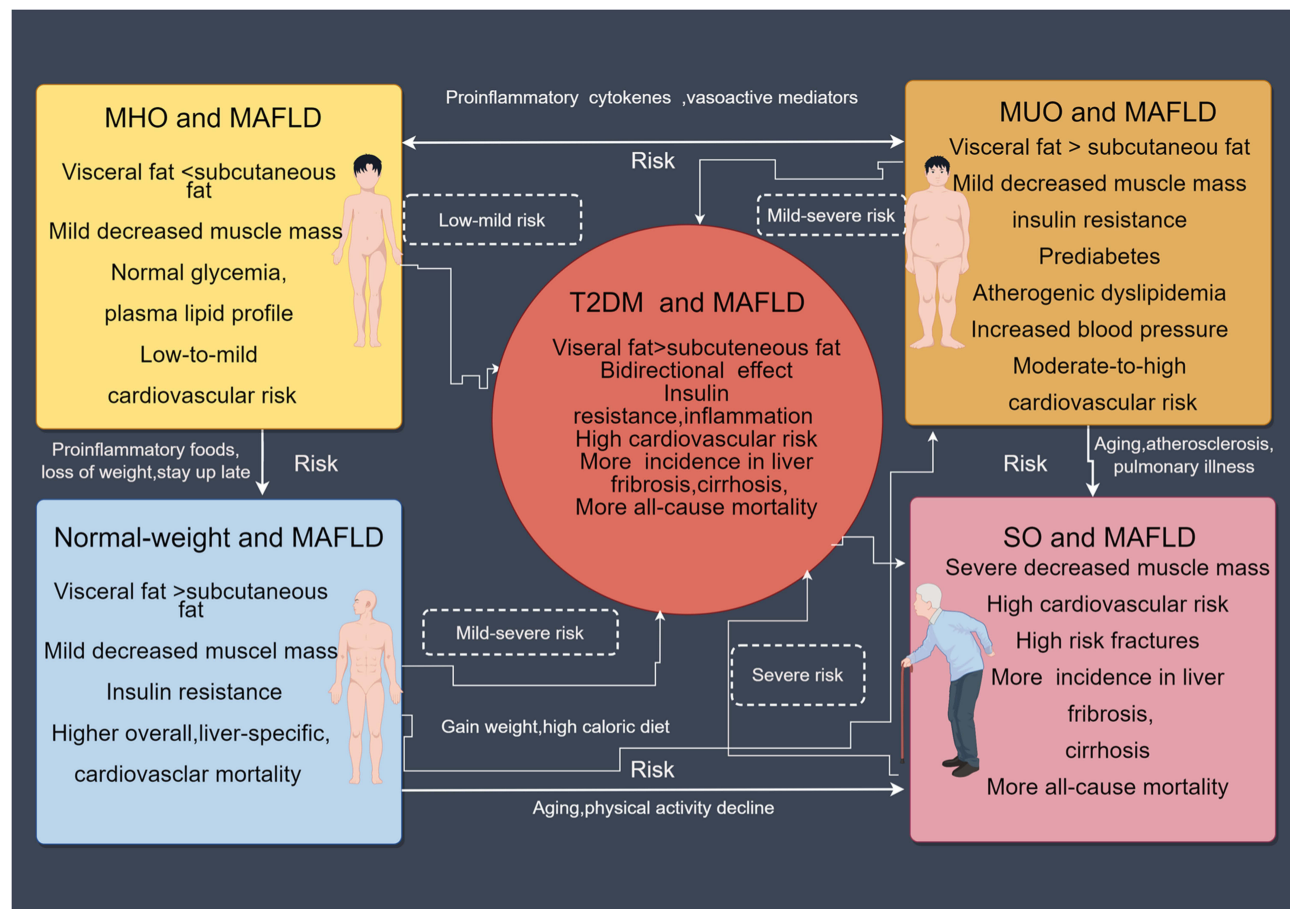 Proinflammatory cytokenes ,vasoactive mediators
Risk
MHO and MAFLD
Visceral fat <subcutaneous
fat
Mild decreased muscle mass
Normal glycemia,
plasma lipid profile
Low-to-mild
cardiovascular risk
Low-mild risk
Mild-severe risk
MUO and MAFLD
Visceral fat > subcutaneou fat
Mild decreased muscle mass
insulin resistance
Prediabetes
Atherogenic dyslipidemia
Increased blood pressure
Moderate-to-high
cardiovascular risk
T2DM and MAFLD
Viseral fat>subcuteneous fat
Bidirectional effect
Insulin
resistance,inflammation
High cardiovascular risk
More incidence in liver
fribrosis,cirrhosis,
More all-cause mortality
Proinflammatory foods,
loss of weight,stay up late
Risk
Risk
Aging,atherosclerosis,
pulmonary illness
Normal-weight and MAFLD
Visceral fat >subcutaneous
fat
Mild decreased muscel mass
Insulin resistance
Higher overall,liver-specific,
cardiovasclar mortality
Mild-severe risk
Severe risk
Gain weight,high caloric diet
Risk
Aging,physical activity decline
SO and MAFLD
Severe decreased muscle mass
High cardiovascular risk
High risk fractures
More incidence in liver
fribrosis,
cirrhosis
More all-cause mortality